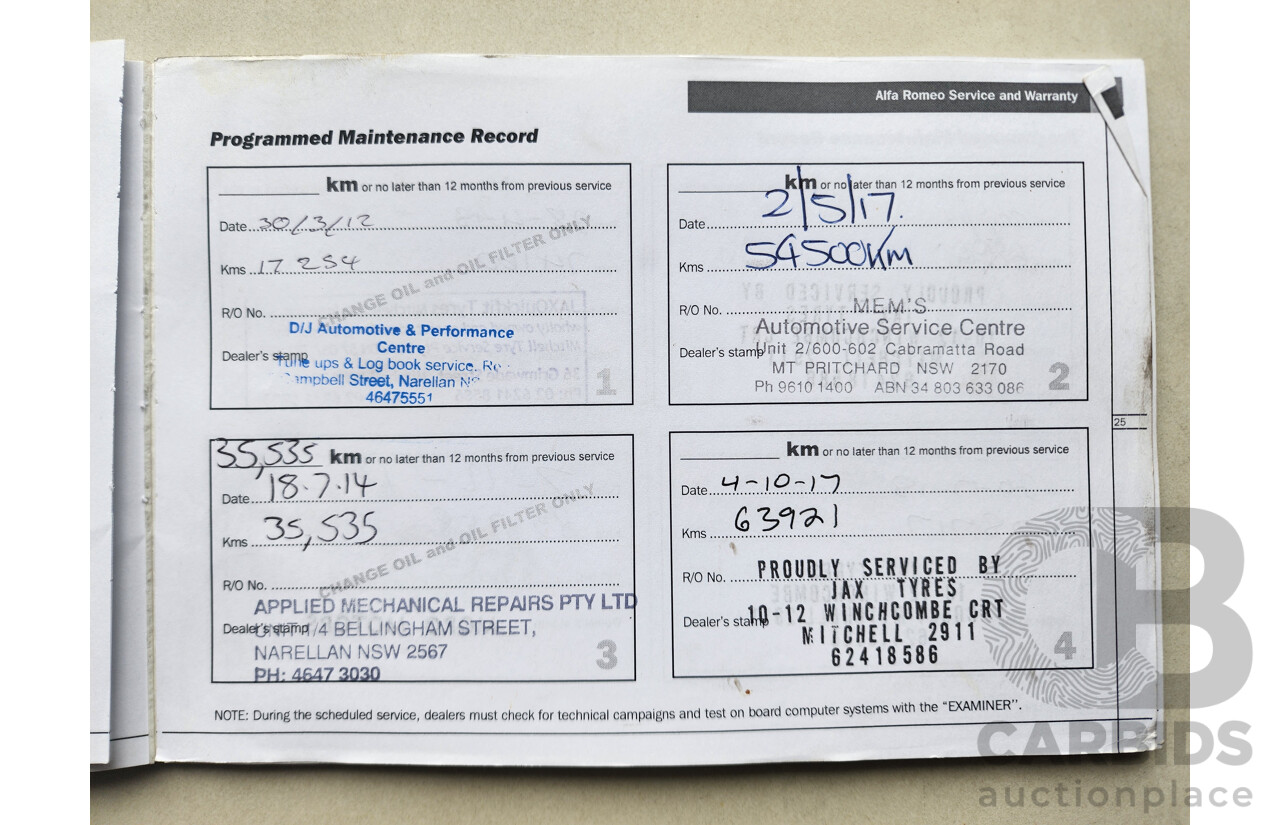 Alfa Romeo Service and Warranty
Programmed Maintenance Record
km or no later than 12 months from previous service
Date 30/3/12
Kms 17 254
CHANGE OIL and OIL FILTER ONLY
R/O No.
D/J Automotive & Performance
Centre
Dealer's stamp
Tune ups & Log book service.
Campbell Street, Narellan
46475551
1
km or no later than 12 months from previous service
Date 2/5/17.
Kms 54500Km
R/O No.
MEM'S
Automotive Service Centre
Dealer's stamp
Unit 2/600-602 Cabramatta Road
MT PRITCHARD NSW 2170
Ph 9610 1400 ABN 34 803 633 086
2
35,535 km or no later than 12 months from previous service
Date 18.7.14
Kms 35,535
CHANGE OIL and OIL FILTER ONLY
R/O No.
APPLIED MECHANICAL REPAIRS PTY LTD
Dealer's stamp
1/4 BELLINGHAM STREET,
NARELLAN NSW 2567
PH: 4647 3030
3
km or no later than 12 months from previous service
Date 4-10-17
Kms 63921
R/O No.
PROUDLY SERVICED BY
JAX TYRES
Dealer's stamp
10-12 WINCHCOMBE CRT
MITCHELL 2911
62418586
4
25
NOTE: During the scheduled service, dealers must check for technical campaigns and test on board computer systems with the "EXAMINER".
CB
CARBIDS
auctionplace